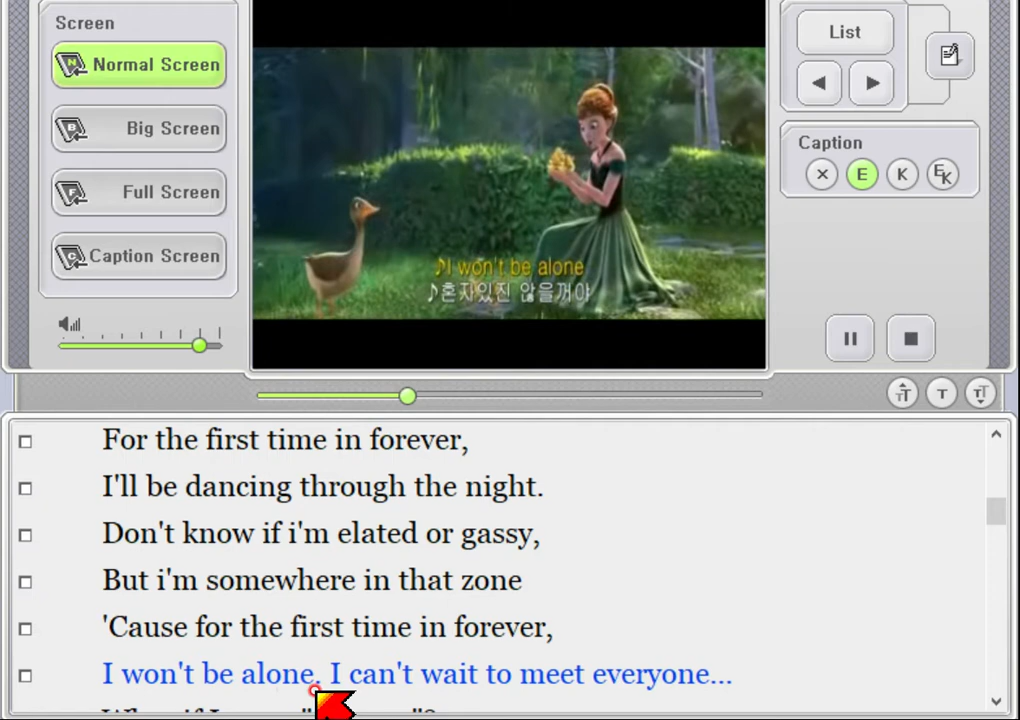 Screen
Normal Screen
Big Screen
Full Screen
Caption Screen
♪I won't be alone
♪혼자있진 않을꺼야
List
Caption
× E K EK
T T T
For the first time in forever,
I'll be dancing through the night.
Don't know if i'm elated or gassy,
But i'm somewhere in that zone
'Cause for the first time in forever,
I won't be alone. I can't wait to meet everyone...